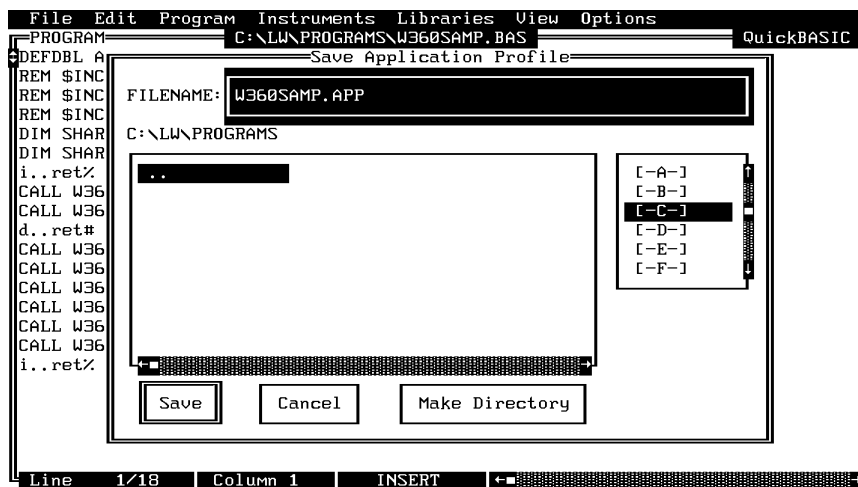 File Edit Program Instruments Libraries View Options
PROGRAM C:\LW\PROGRAMS\W360SAMP.BAS QuickBASIC
DEFDBL A
Save Application Profile
REM $INC
REM $INC
REM $INC
DIM SHAR
DIM SHAR
i..ret%
CALL W36
CALL W36
d..ret#
CALL W36
CALL W36
CALL W36
CALL W36
CALL W36
CALL W36
i..ret%
FILENAME: W360SAMP.APP
C:\LW\PROGRAMS
..
[-A-]
[-B-]
[-C-]
[-D-]
[-E-]
[-F-]
Save Cancel Make Directory
Line 1/18 Column 1 INSERT